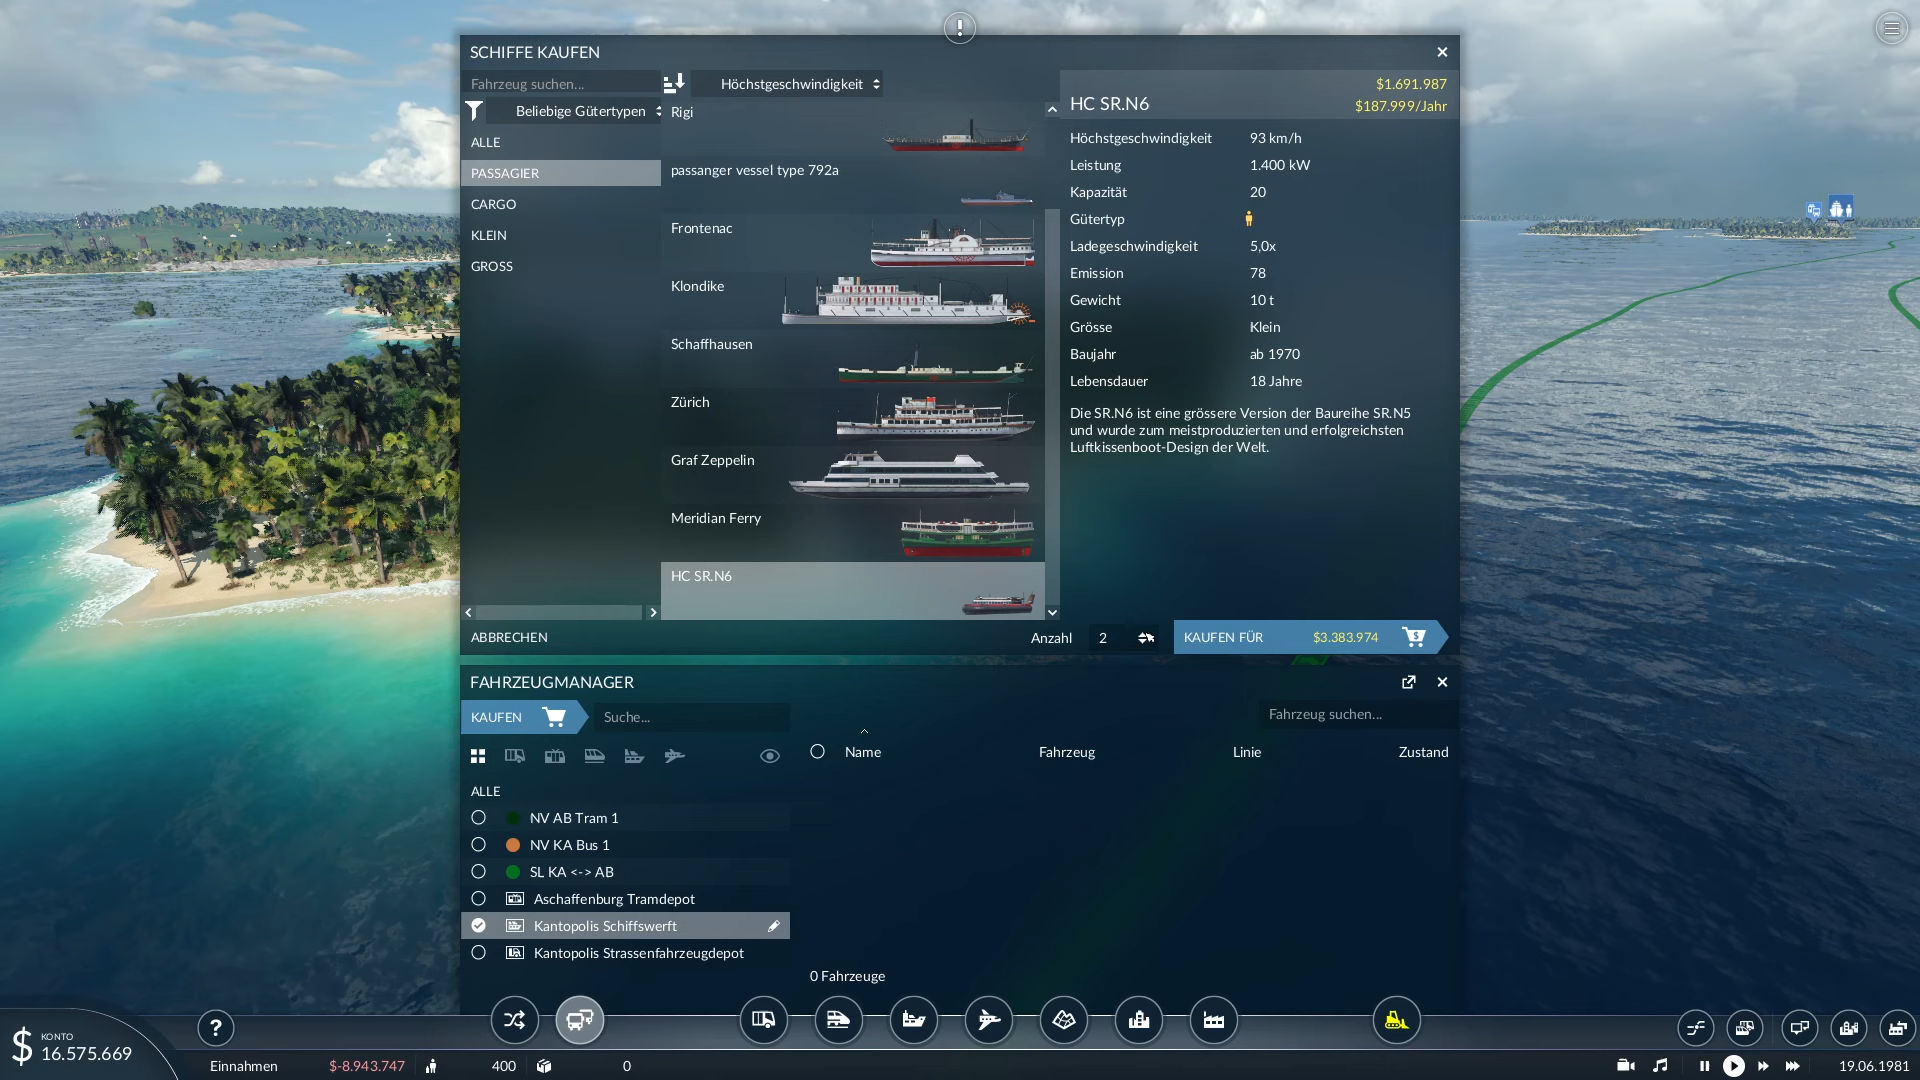 SCHIFFE KAUFEN
Fahrzeug suchen...
Höchstgeschwindigkeit
Beliebige Gütertypen
ALLE
PASSAGIER
CARGO
KLEIN
GROSS
Rigi
passanger vessel type 792a
Frontenac
Klondike
Schaffhausen
Zürich
Graf Zeppelin
Meridian Ferry
HC SR.N6
HC SR.N6
$1.691.987
$187.999/Jahr
Höchstgeschwindigkeit 93 km/h
Leistung 1.400 kW
Kapazität 20
Gütertyp
Ladegeschwindigkeit 5,0x
Emission 78
Gewicht 10 t
Grösse Klein
Baujahr ab 1970
Lebensdauer 18 Jahre
Die SR.N6 ist eine grössere Version der Baureihe SR.N5
und wurde zum meistproduzierten und erfolgreichsten
Luftkissenboot-Design der Welt.
ABBRECHEN
Anzahl 2
KAUFEN FÜR $3.383.974
FAHRZEUGMANAGER
KAUFEN
Suche...
Fahrzeug suchen...
Name Fahrzeug Linie Zustand
ALLE
NV AB Tram 1
NV KA Bus 1
SL KA <-> AB
Aschaffenburg Tramdepot
Kantopolis Schiffswerft
Kantopolis Strassenfahrzeugdepot
0 Fahrzeuge
KONTO
$ 16.575.669
?
Einnahmen $-8.943.747 400 0
19.06.1981